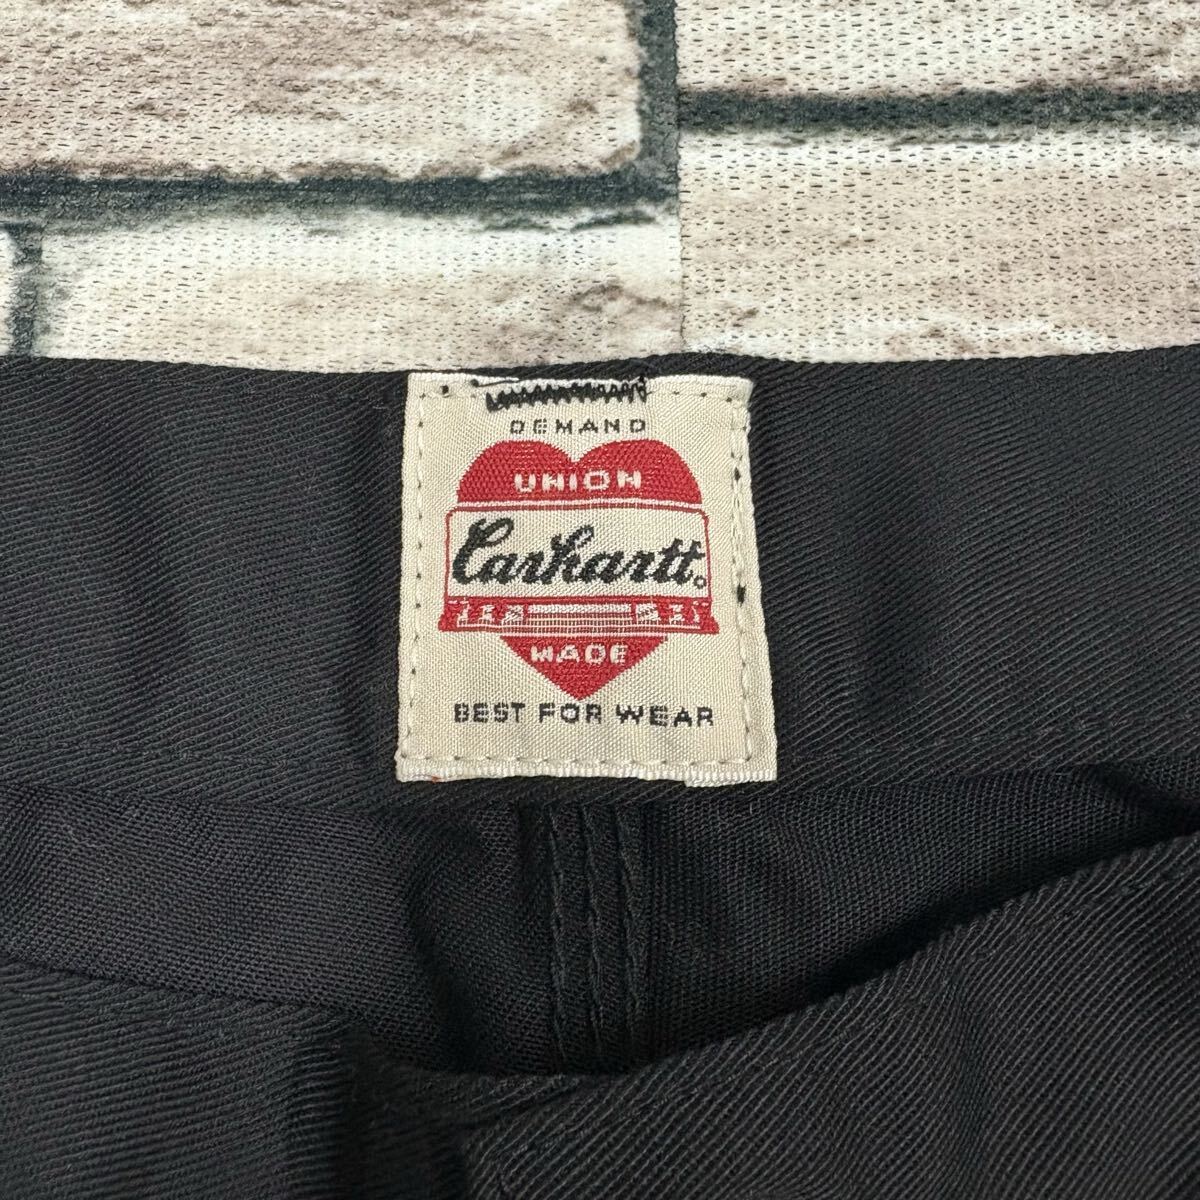 DEMAND
UNION
Carhartt
MADE
BEST FOR WEAR